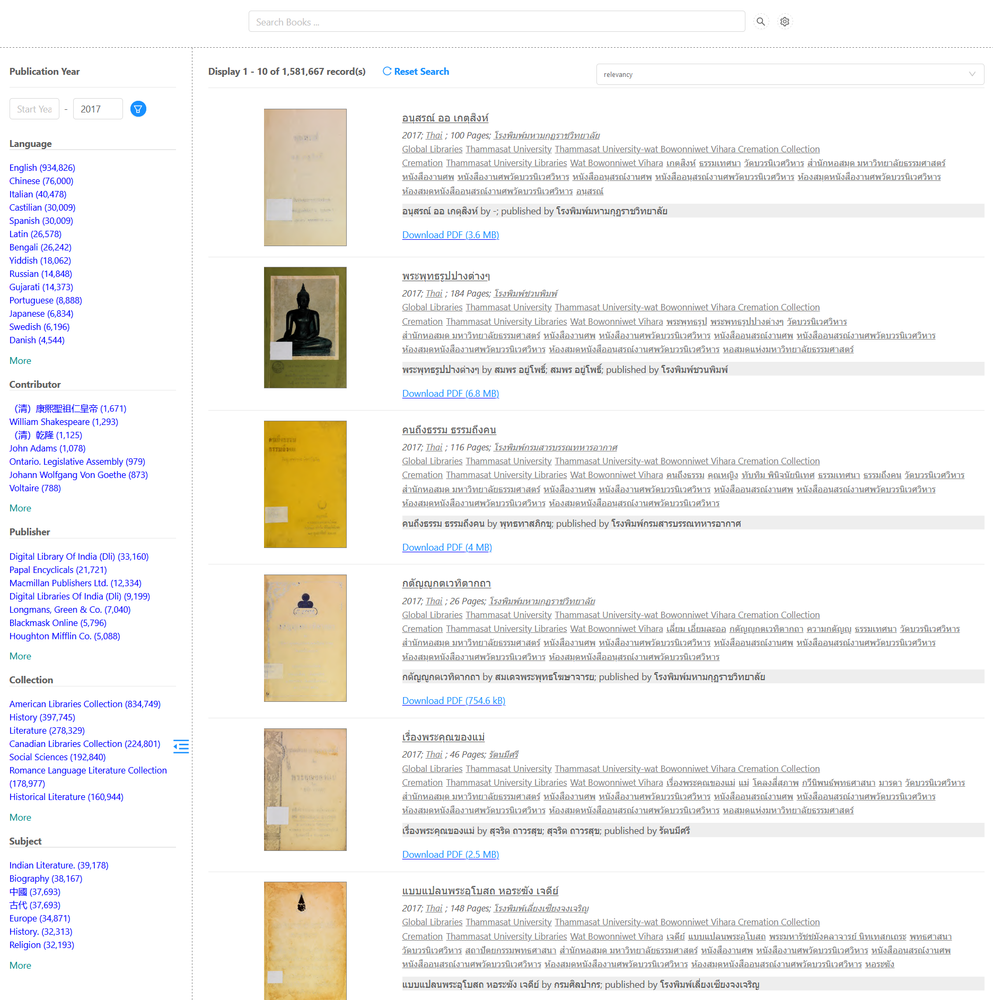 Search Books ...
Publication Year
Start Yea - 2017
Language
English (934,826)
Chinese (76,000)
Italian (40,478)
Castilian (30,009)
Spanish (30,009)
Latin (26,578)
Bengali (26,242)
Yiddish (18,062)
Russian (14,848)
Gujarati (14,373)
Portuguese (8,888)
Japanese (6,834)
Swedish (6,196)
Danish (4,544)
More
Contributor
（清）康熙聖祖仁皇帝 (1,671)
William Shakespeare (1,293)
（清）乾隆 (1,125)
John Adams (1,078)
Ontario. Legislative Assembly (979)
Johann Wolfgang Von Goethe (873)
Voltaire (788)
More
Publisher
Digital Library Of India (Dli) (33,160)
Papal Encyclicals (21,721)
Macmillan Publishers Ltd. (12,334)
Digital Libraries Of India (Dli) (9,199)
Longmans, Green & Co. (7,040)
Blackmask Online (5,796)
Houghton Mifflin Co. (5,088)
More
Collection
American Libraries Collection (834,749)
History (397,745)
Literature (278,329)
Canadian Libraries Collection (224,801)
Social Sciences (192,840)
Romance Language Literature Collection
(178,977)
Historical Literature (160,944)
More
Subject
Indian Literature. (39,178)
Biography (38,167)
中國 (37,693)
古代 (37,693)
Europe (34,871)
History. (32,313)
Religion (32,193)
More
Display 1 - 10 of 1,581,667 record(s) Reset Search relevancy
อนุสรณ์ ออ เกตุสิงห์
2017; Thai ; 100 Pages; โรงพิมพ์มหามกุฏราชวิทยาลัย
Global Libraries Thammasat University Thammasat University-wat Bowonniwet Vihara Cremation Collection
Cremation Thammasat University Libraries Wat Bowonniwet Vihara เกตุสิงห์ ธรรมเทศนา วัดบวรนิเวศวิหาร สำนักหอสมุด มหาวิทยาลัยธรรมศาสตร์
หนังสืองานศพ หนังสืองานศพวัดบวรนิเวศวิหาร หนังสืออนุสรณ์งานศพ หนังสืออนุสรณ์งานศพวัดบวรนิเวศวิหาร ห้องสมุดหนังสืองานศพวัดบวรนิเวศวิหาร
ห้องสมุดหนังสืออนุสรณ์งานศพวัดบวรนิเวศวิหาร อนุสรณ์
อนุสรณ์ ออ เกตุสิงห์ by -; published by โรงพิมพ์มหามกุฏราชวิทยาลัย
Download PDF (3.6 MB)
พระพุทธรูปปางต่างๆ
2017; Thai ; 184 Pages; โรงพิมพ์ชวนพิมพ์
Global Libraries Thammasat University Thammasat University-wat Bowonniwet Vihara Cremation Collection
Cremation Thammasat University Libraries Wat Bowonniwet Vihara พระพุทธรูป พระพุทธรูปปางต่างๆ วัดบวรนิเวศวิหาร
สำนักหอสมุด มหาวิทยาลัยธรรมศาสตร์ หนังสืองานศพ หนังสืองานศพวัดบวรนิเวศวิหาร หนังสืออนุสรณ์งานศพ หนังสืออนุสรณ์งานศพวัดบวรนิเวศวิหาร
ห้องสมุดหนังสืองานศพวัดบวรนิเวศวิหาร ห้องสมุดหนังสืออนุสรณ์งานศพวัดบวรนิเวศวิหาร หอสมุดแห่งมหาวิทยาลัยธรรมศาสตร์
พระพุทธรูปปางต่างๆ by สมพร อยู่โพธิ์; สมพร อยู่โพธิ์; published by โรงพิมพ์ชวนพิมพ์
Download PDF (6.8 MB)
คนถึงธรรม
ธรรมถึงคน
คนถึงธรรม ธรรมถึงคน
2017; Thai ; 116 Pages; โรงพิมพ์กรมสารบรรณทหารอากาศ
Global Libraries Thammasat University Thammasat University-wat Bowonniwet Vihara Cremation Collection
Cremation Thammasat University Libraries Wat Bowonniwet Vihara คนถึงธรรม คุณหญิง ทับทิม พินิจนัยนิเทศ ธรรมเทศนา ธรรมถึงคน วัดบวรนิเวศวิหาร
สำนักหอสมุด มหาวิทยาลัยธรรมศาสตร์ หนังสืองานศพ หนังสืองานศพวัดบวรนิเวศวิหาร หนังสืออนุสรณ์งานศพ หนังสืออนุสรณ์งานศพวัดบวรนิเวศวิหาร
ห้องสมุดหนังสืองานศพวัดบวรนิเวศวิหาร ห้องสมุดหนังสืออนุสรณ์งานศพวัดบวรนิเวศวิหาร
คนถึงธรรม ธรรมถึงคน by พุทธทาสภิกขุ; published by โรงพิมพ์กรมสารบรรณทหารอากาศ
Download PDF (4 MB)
กตัญญูกตเวทิตากถา
2017; Thai ; 26 Pages; โรงพิมพ์มหามกุฏราชวิทยาลัย
Global Libraries Thammasat University Thammasat University-wat Bowonniwet Vihara Cremation Collection
Cremation Thammasat University Libraries Wat Bowonniwet Vihara เลี่ยม เอี่ยมละออ กตัญญูกตเวทิตากถา ความกตัญญู ธรรมเทศนา วัดบวรนิเวศวิหาร
สำนักหอสมุด มหาวิทยาลัยธรรมศาสตร์ หนังสืองานศพ หนังสืองานศพวัดบวรนิเวศวิหาร หนังสืออนุสรณ์งานศพ หนังสืออนุสรณ์งานศพวัดบวรนิเวศวิหาร
ห้องสมุดหนังสืองานศพวัดบวรนิเวศวิหาร ห้องสมุดหนังสืออนุสรณ์งานศพวัดบวรนิเวศวิหาร
กตัญญูกตเวทิตากถา by สมเดจพระพุทธโฆษาจารย; published by โรงพิมพ์มหามกุฏราชวิทยาลัย
Download PDF (754.6 kB)
เรื่องพระคุณของแม่
2017; Thai ; 46 Pages; รัตนมีศรี
Global Libraries Thammasat University Thammasat University-wat Bowonniwet Vihara Cremation Collection
Cremation Thammasat University Libraries Wat Bowonniwet Vihara เรื่องพระคุณของแม่ แม่ โคลงสี่สุภาพ กวีนิพนธ์พุทธศาสนา มารดา วัดบวรนิเวศวิหาร
สำนักหอสมุด มหาวิทยาลัยธรรมศาสตร์ หนังสืองานศพ หนังสืองานศพวัดบวรนิเวศวิหาร หนังสืออนุสรณ์งานศพ หนังสืออนุสรณ์งานศพวัดบวรนิเวศวิหาร
ห้องสมุดหนังสืองานศพวัดบวรนิเวศวิหาร ห้องสมุดหนังสืออนุสรณ์งานศพวัดบวรนิเวศวิหาร หอสมุดแห่งมหาวิทยาลัยธรรมศาสตร์
เรื่องพระคุณของแม่ by สุจริต ถาวรสุข; สุจริต ถาวรสุข; published by รัตนมีศรี
Download PDF (2.5 MB)
แบบแปลนพระอุโบสถ หอระฆัง เจดีย์
2017; Thai ; 148 Pages; โรงพิมพ์เลี่ยงเซียงจงเจริญ
Global Libraries Thammasat University Thammasat University-wat Bowonniwet Vihara Cremation Collection
Cremation Thammasat University Libraries Wat Bowonniwet Vihara เจดีย์ แบบแปลนพระอุโบสถ พระมหารัชชมังคลาจารย์ นิทเทสกเถระ พุทธศาสนา
วัดบวรนิเวศวิหาร สถาปัตยกรรมพุทธศาสนา สำนักหอสมุด มหาวิทยาลัยธรรมศาสตร์ หนังสืองานศพ หนังสืองานศพวัดบวรนิเวศวิหาร หนังสืออนุสรณ์งานศพ
หนังสืออนุสรณ์งานศพวัดบวรนิเวศวิหาร ห้องสมุดหนังสืองานศพวัดบวรนิเวศวิหาร ห้องสมุดหนังสืออนุสรณ์งานศพวัดบวรนิเวศวิหาร หอระฆัง
แบบแปลนพระอุโบสถ หอระฆัง เจดีย์ by กรมศิลปากร; published by โรงพิมพ์เลี่ยงเซียงจงเจริญ